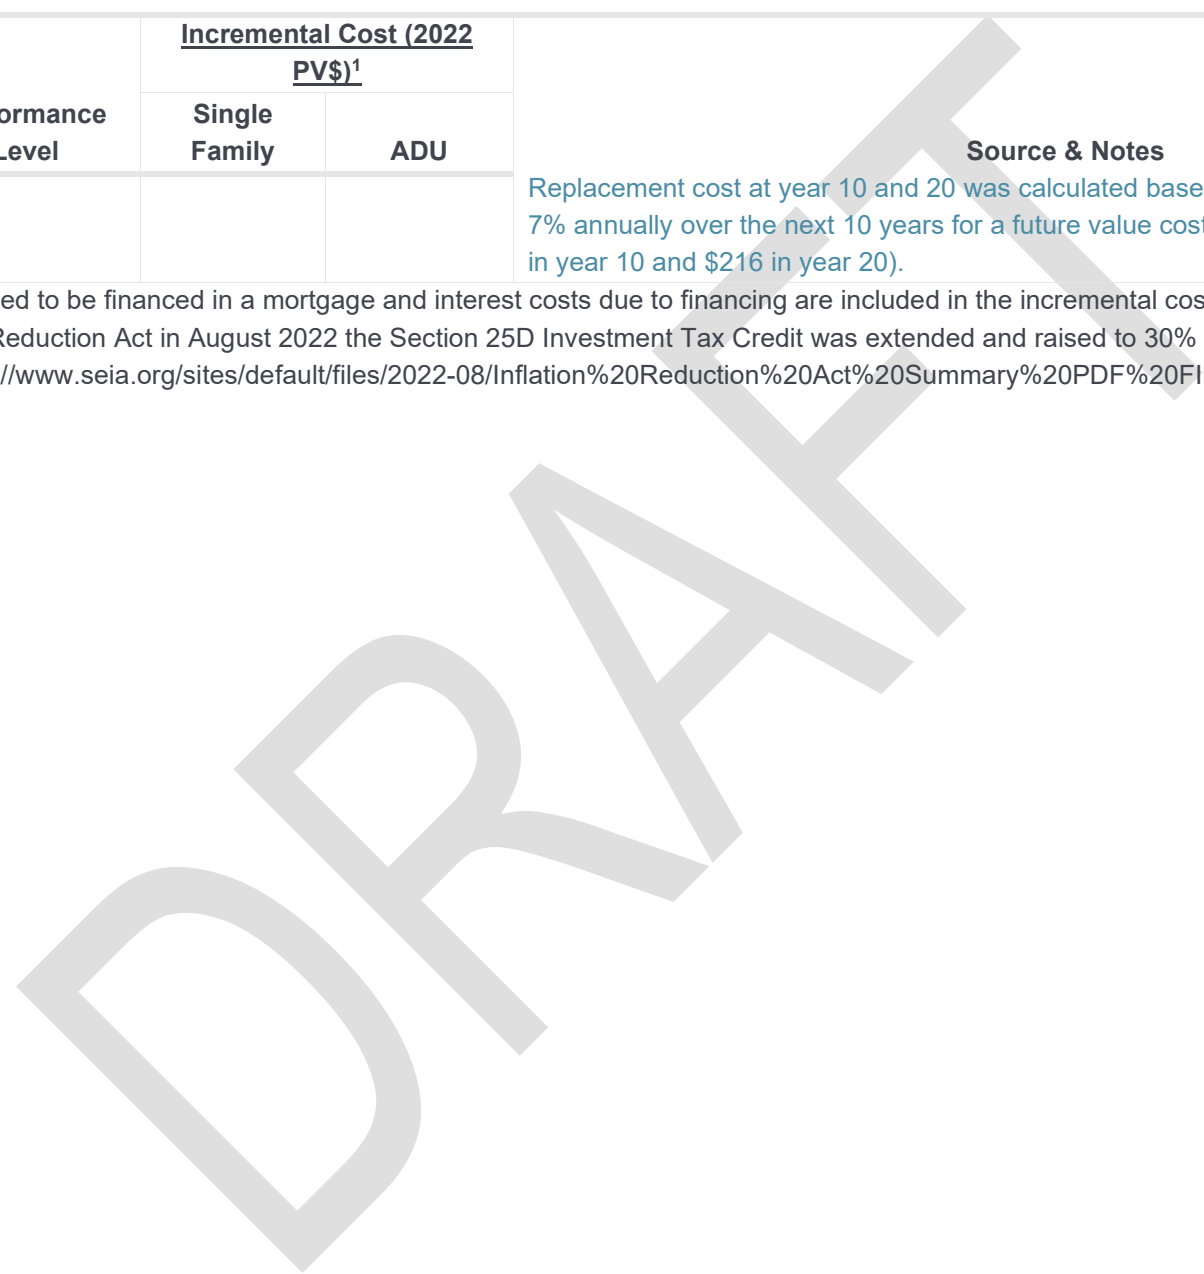 Incremental Cost (2022
PV$)¹
ormance
Level
Single
Family
ADU
Source & Notes
Replacement cost at year 10 and 20 was calculated base
7% annually over the next 10 years for a future value cost
in year 10 and $216 in year 20).
ed to be financed in a mortgage and interest costs due to financing are included in the incremental cos
Reduction Act in August 2022 the Section 25D Investment Tax Credit was extended and raised to 30%
//www.seia.org/sites/default/files/2022-08/Inflation%20Reduction%20Act%20Summary%20PDF%20FI
DRAFT